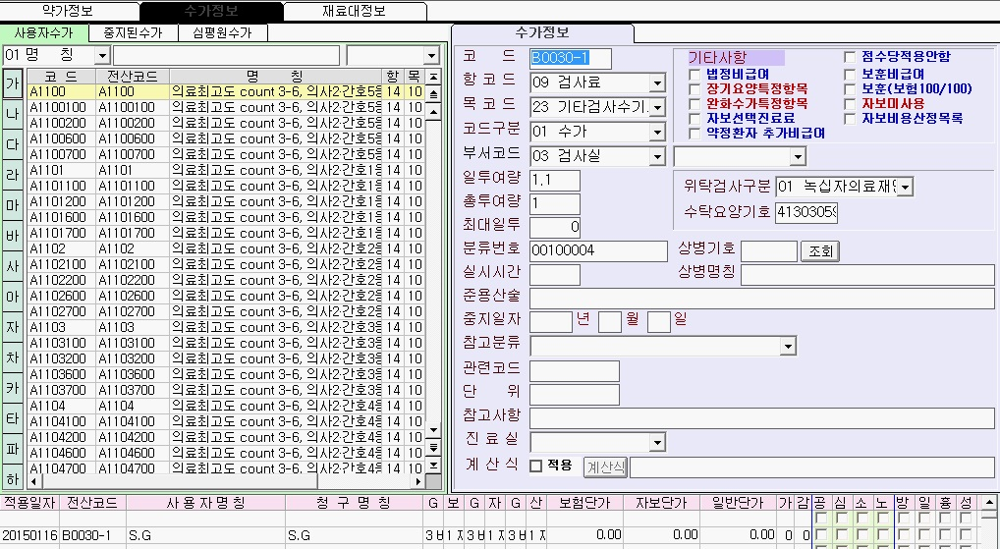 약가정보 수가정보 재료대정보
사용자수가 중지된수가 심평원수가
01 명 칭
가
나
다
라
마
바
사
아
자
차
카
타
파
하
코 드 전산코드 명 칭 항 목
A1100 A1100 의료최고도 count 3-6, 의사2·간호5등 14 10
A1100100 A1100100 의료최고도 count 3-6, 의사2·간호5등 14 10
A1100200 A1100200 의료최고도 count 3-6, 의사2·간호5등 14 10
A1100600 A1100600 의료최고도 count 3-6, 의사2·간호5등 14 10
A1100700 A1100700 의료최고도 count 3-6, 의사2·간호5등 14 10
A1101 A1101 의료최고도 count 3-6, 의사2·간호1등 14 10
A1101100 A1101100 의료최고도 count 3-6, 의사2·간호1등 14 10
A1101200 A1101200 의료최고도 count 3-6, 의사2·간호1등 14 10
A1101600 A1101600 의료최고도 count 3-6, 의사2·간호1등 14 10
A1101700 A1101700 의료최고도 count 3-6, 의사2·간호1등 14 10
A1102 A1102 의료최고도 count 3-6, 의사2·간호2등 14 10
A1102100 A1102100 의료최고도 count 3-6, 의사2·간호2등 14 10
A1102200 A1102200 의료최고도 count 3-6, 의사2·간호2등 14 10
A1102600 A1102600 의료최고도 count 3-6, 의사2·간호2등 14 10
A1102700 A1102700 의료최고도 count 3-6, 의사2·간호2등 14 10
A1103 A1103 의료최고도 count 3-6, 의사2·간호3등 14 10
A1103100 A1103100 의료최고도 count 3-6, 의사2·간호3등 14 10
A1103200 A1103200 의료최고도 count 3-6, 의사2·간호3등 14 10
A1103600 A1103600 의료최고도 count 3-6, 의사2·간호3등 14 10
A1103700 A1103700 의료최고도 count 3-6, 의사2·간호3등 14 10
A1104 A1104 의료최고도 count 3-6, 의사2·간호4등 14 10
A1104100 A1104100 의료최고도 count 3-6, 의사2·간호4등 14 10
A1104200 A1104200 의료최고도 count 3-6, 의사2·간호4등 14 10
A1104600 A1104600 의료최고도 count 3-6, 의사2·간호4등 14 10
A1104700 A1104700 의료최고도 count 3-6, 의사2·간호4등 14 10
수가정보
코 드 B0030-1
항 코 드 09 검사료
목 코 드 23 기타검사수기.
코드구분 01 수가
부서코드 03 검사실
일투여량 1.1
총투여량 1
최대일투 0
분류번호 00100004 상병기호 조회
실시시간 상병명칭
준용산술
중지일자 년 월 일
참고분류
관련코드
단 위
참고사항
진 료 실
계 산 식 적용 계산식
기타사항 점수당적용안함
법정비급여 보훈비급여
장기요양특정항목 보훈(보험100/100)
완화수가특정항목 자보미사용
자보선택진료료 자보비용산정목록
약정환자 추가비급여
위탁검사구분 01 녹십자의료재
수탁요양기호 4130305
적용일자 전산코드 사 용 자 명 칭 청 구 명 칭 G 보 G 자 G 산 보험단가 자보단가 일반단가 가 감 공 심 소 노 방 일 흉 성
20150116 B0030-1 S.G S.G 3 1 3 1 3 1 0.00 0.00 0.00 0 0